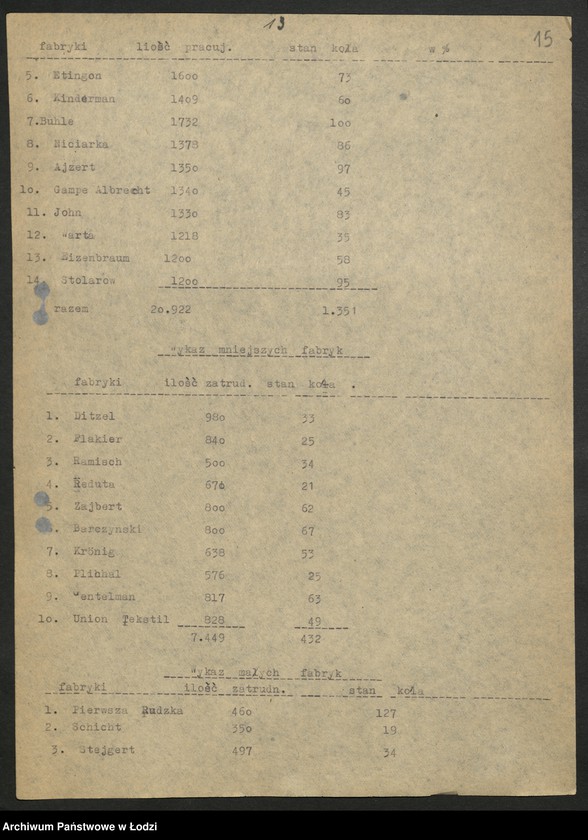 13
15
fabryki ilość pracuj. stan koła w %
5. Etingon 1600 73
6. Kinderman 1409 60
7.Buhle 1732 100
8. Niciarka 1378 86
9. Ajzert 1350 97
10. Gampe Albrecht 1340 45
11. John 1330 83
12. Warta 1218 35
13. Eizenbraum 1200 58
14. Stolarow 1200 95
razem 20.922 1.351
Wykaz mniejszych fabryk
fabryki ilość zatrud. stan koła .
1. Ditzel 980 33
2. Flakier 840 25
3. Ramisch 500 34
4. Reduta 676 21
5. Zajbert 800 62
Barczynski 800 67
7. Krönig 638 53
8. Plichal 576 25
9. Wentelman 817 63
10. Union Tekstil 828 49
7.449 432
Wykaz małych fabryk
fabryki ilość zatrudn. stan koła
1. Pierwsza Rudzka 460 127
2. Schicht 350 19
3. Stejgert 497 34
Archiwum Państwowe w Łodzi